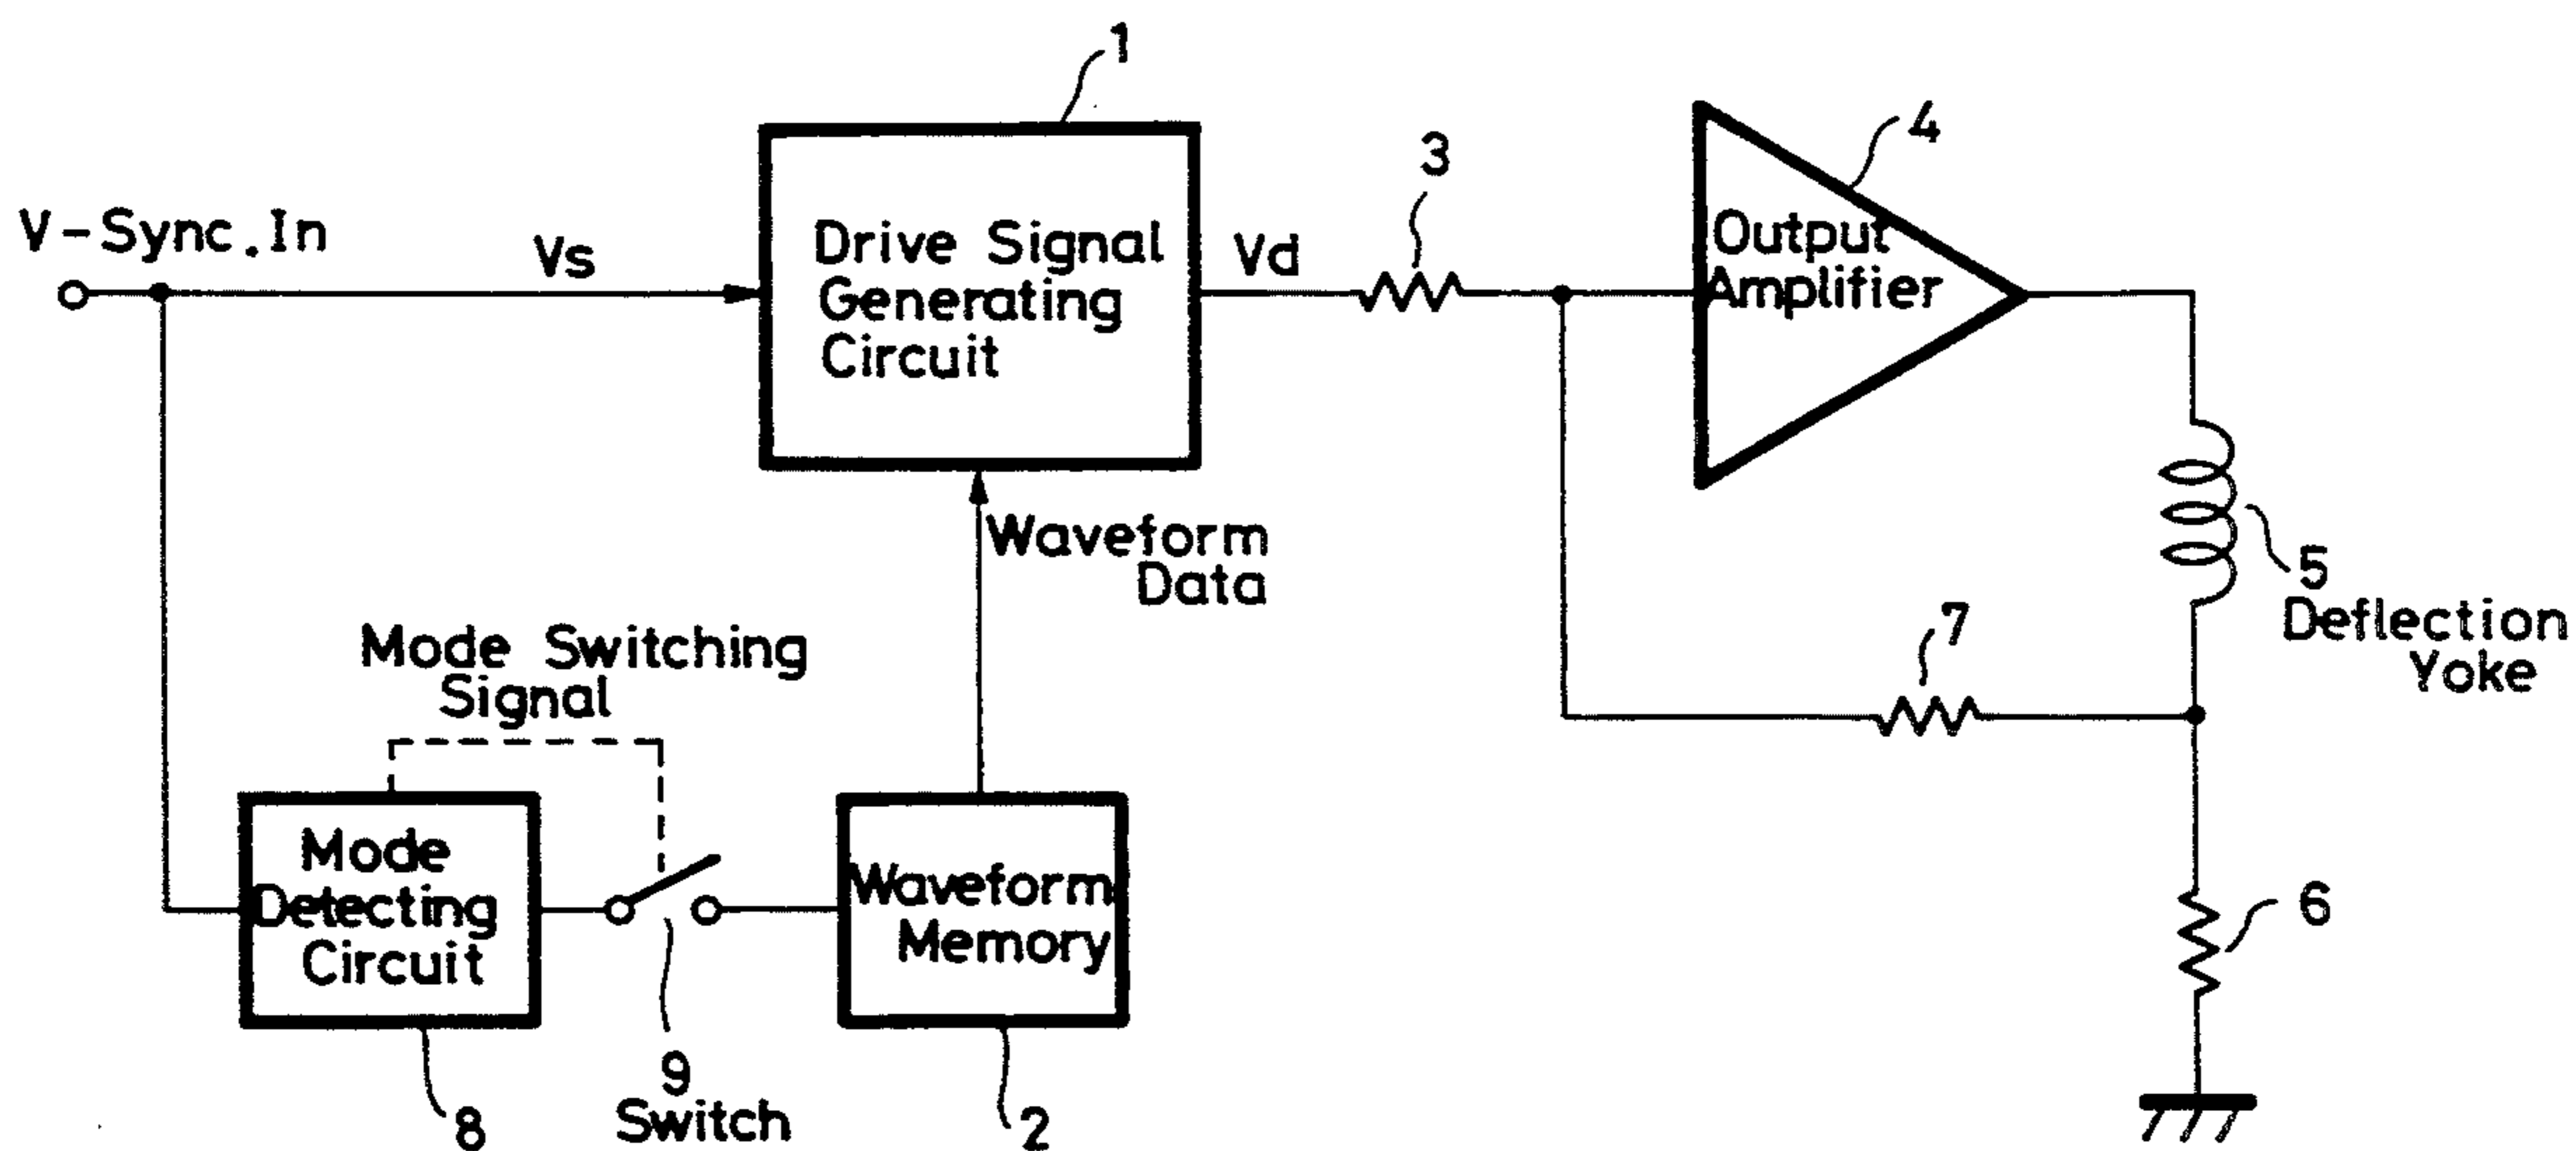 1
3
4
V-Sync.In
Vs
Drive Signal
Generating
Circuit
Vd
Output
Amplifier
Waveform
Data
5
Deflection
Yoke
7
Mode Switching
Signal
Mode
Detecting
Circuit
Waveform
Memory
6
9
Switch
8
2